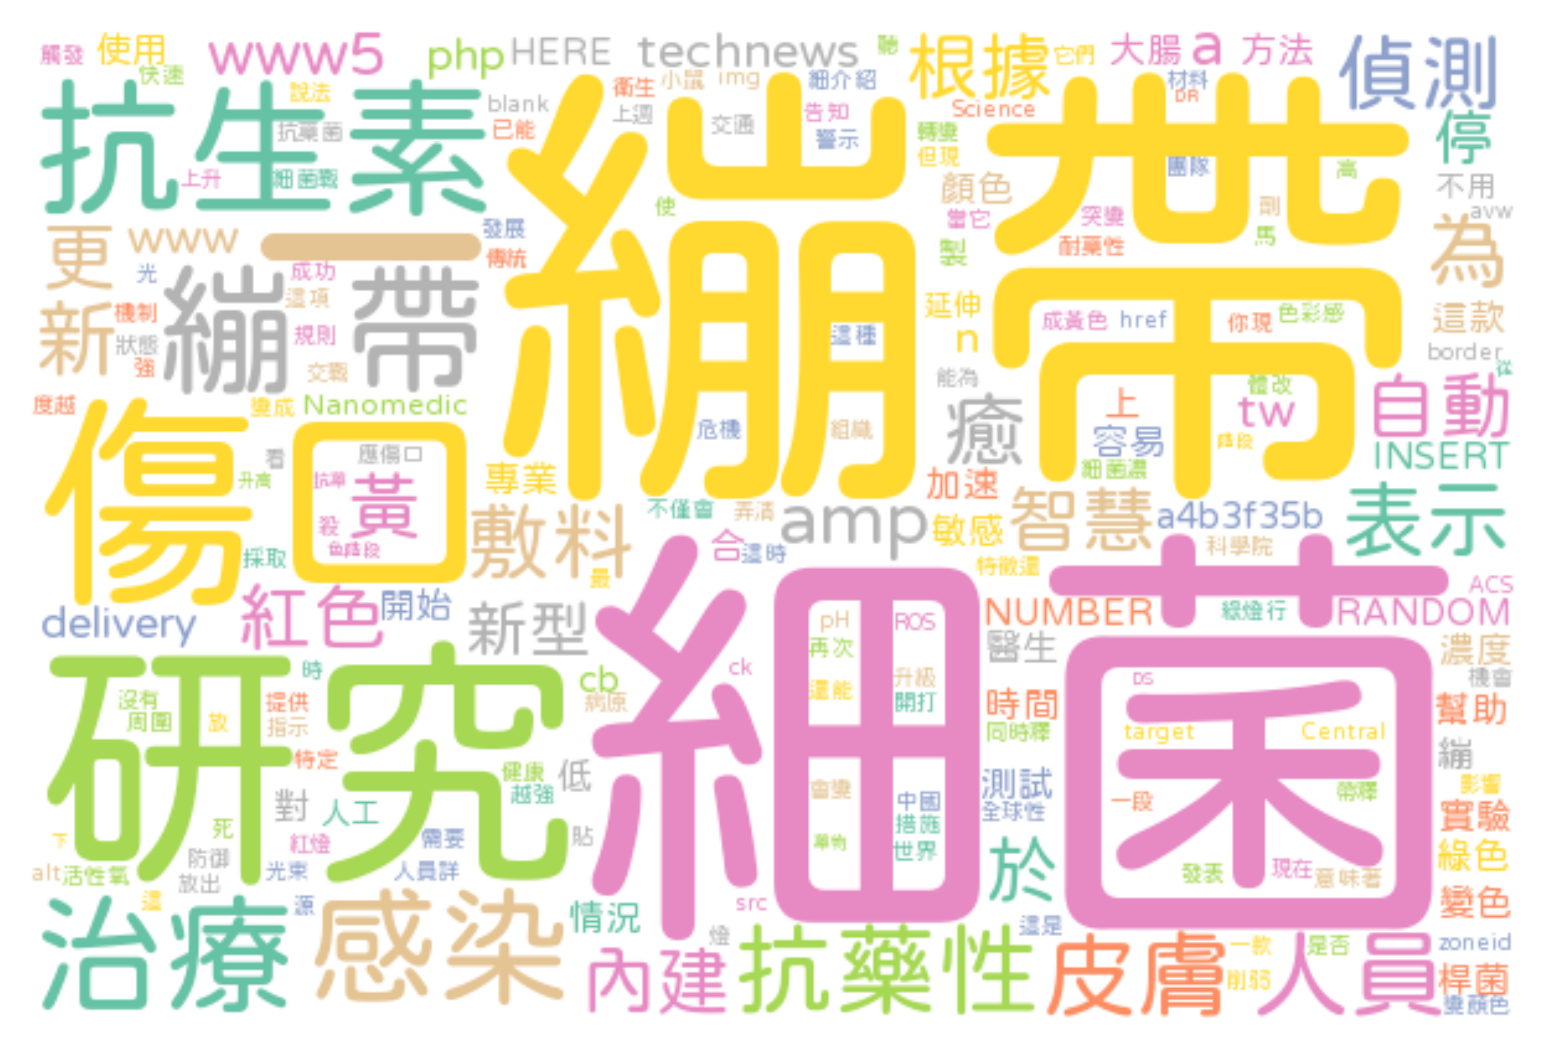 觸發 使用 www5 php HERE technews 聽 根據 它們 大腸 a 方法 偵測
快速 說法 衛生 小鼠 img 細介紹 材料 DR
抗生素 抗藥菌 blank 已能 上週 交通 告知 警示 Science 轉變 但現 停
上升 細菌戰 繃帶 團隊 高 顏色 不用
使 當它 突變 劑 avw
更 www 一 發展 傳統 製 耐藥性 馬 為
光 成功 這項 繃帶 延伸
新 機制 規則 這種 n 成黃色 href 你現 色彩感 這款
狀態 強 交戰 能為 border 從
度越 變成 Nanomedic 體改 自動
傷口 危機 組織 癒 上 tw
應傷口 看 容易 陸段 INSERT
升高 抗藥 黃 專業 加速 細菌濃
殺 敷料 不僅會 弄清 amp 敏感 智慧 a4b3f35b 表示
採取 色階段 合 這時 科學院
最 特徵還 ACS
delivery 紅色 開始 新型 細菌 pH ROS NUMBER 綠燈行 RANDOM
再次 醫生 濃度
研究 時 ck 升級 DS 機會
沒有 提供 cb 還能 開打 時間 幫助
周圍 放 指示 病原 同時釋 target Central
特定 健康 低 繃
越強 會變 測試 帶釋 影響
對 人工 中國 全球性 一段 實驗
死 措施
下 紅燈 需要 貼 藥物 世界 綠色
防御 於
alt 活性氧 放出 光束 人員詳 發表 現在 意味著
這 源 src 變色
治療 感染 情況 這是
燈 一款 是否 zoneid
內建 抗藥性 皮膚 削弱 人員 桿菌
變顏色